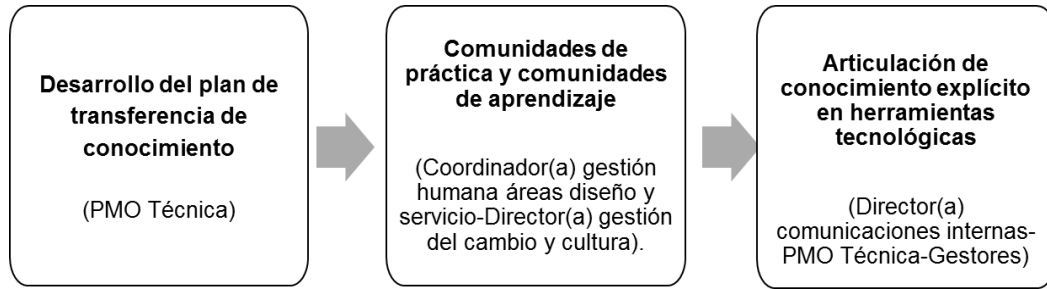 Desarrollo del plan de
transferencia de
conocimiento
(PMO Técnica)
Comunidades de
práctica y comunidades
de aprendizaje
(Coordinador(a) gestión
humana áreas diseño y
servicio-Director(a) gestión
del cambio y cultura).
Articulación de
conocimiento explícito
en herramientas
tecnológicas
(Director(a)
comunicaciones internas-
PMO Técnica-Gestores)